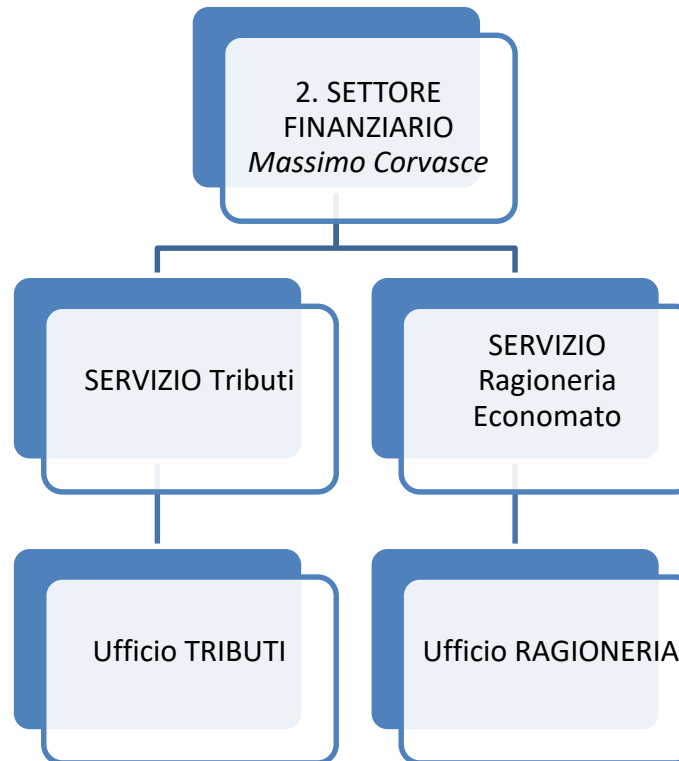 2. SETTORE
FINANZIARIO
Massimo Corvasce
SERVIZIO Tributi
SERVIZIO
Ragioneria
Economato
Ufficio TRIBUTI
Ufficio RAGIONERIA